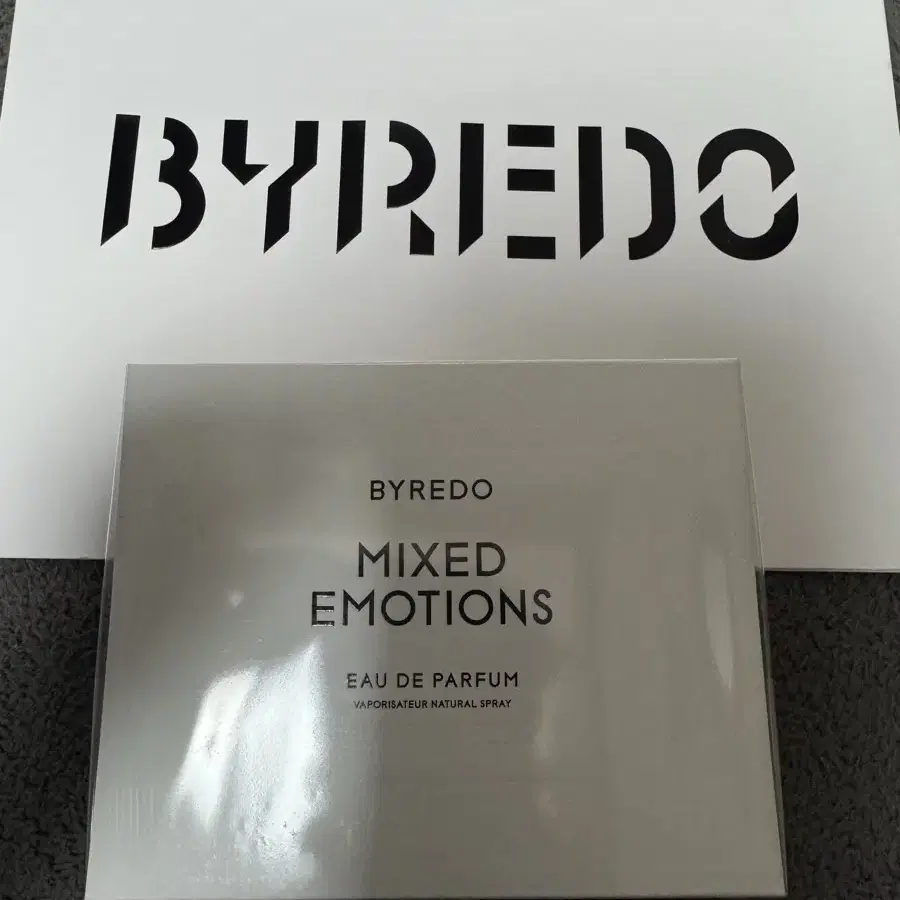 BYREDO
BYREDO
MIXED
EMOTIONS
EAU DE PARFUM
VAPORISATEUR NATURAL SPRAY